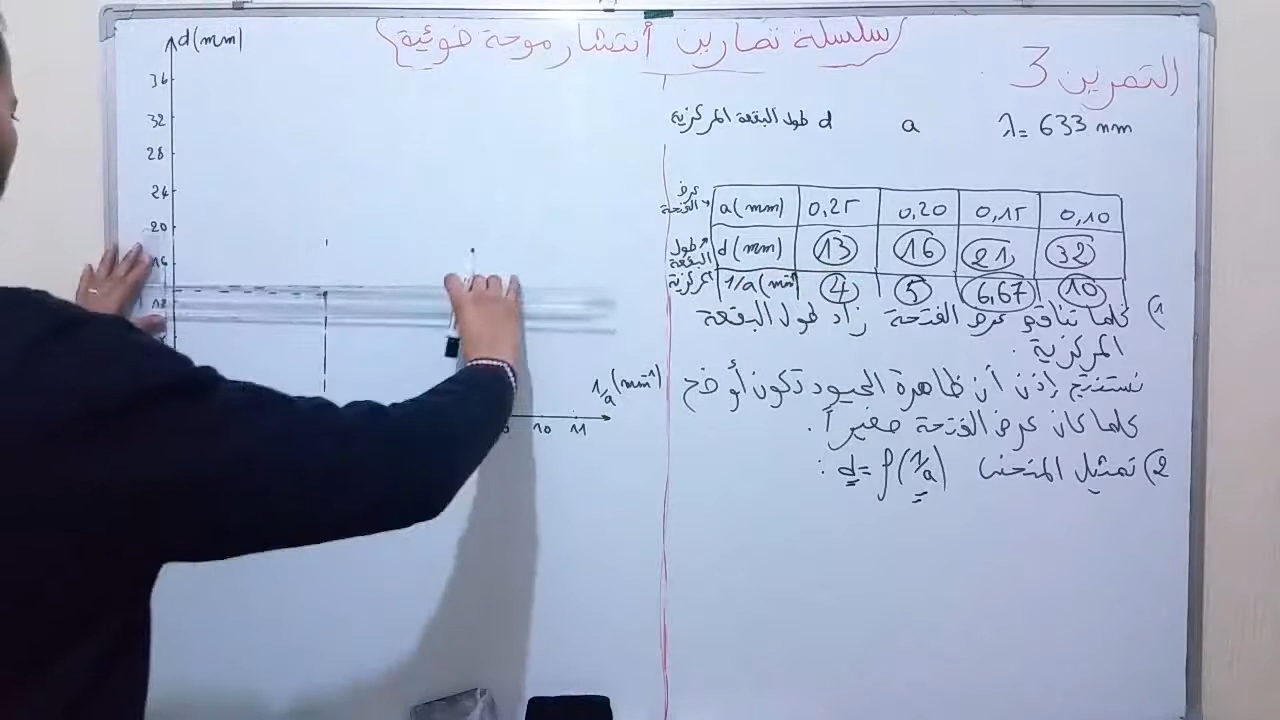 سلسلة تمارين أنتشار موجة ضوئية
التمرين 3
λ = 633 nm
a
d طول البقعة المركزية
عرض الفتحة
a(mm) 0,25 0,20 0,15 0,10
طول البقعة المركزية
d(mm) 13 16 21 32
1/a(mm⁻¹) 4 5 6,67 10
1) كلما تناقص عرض الفتحة زاد طول البقعة
المركزية .
نستنتج إذن أن ظاهرة الحيود تكون أوضح
كلما كان عرض الفتحة صغيرا .
2) تمثيل المنحنى d = f(1/a) :
d(mm)
36
32
28
24
20
16
12
1/a(mm⁻¹)
10 11